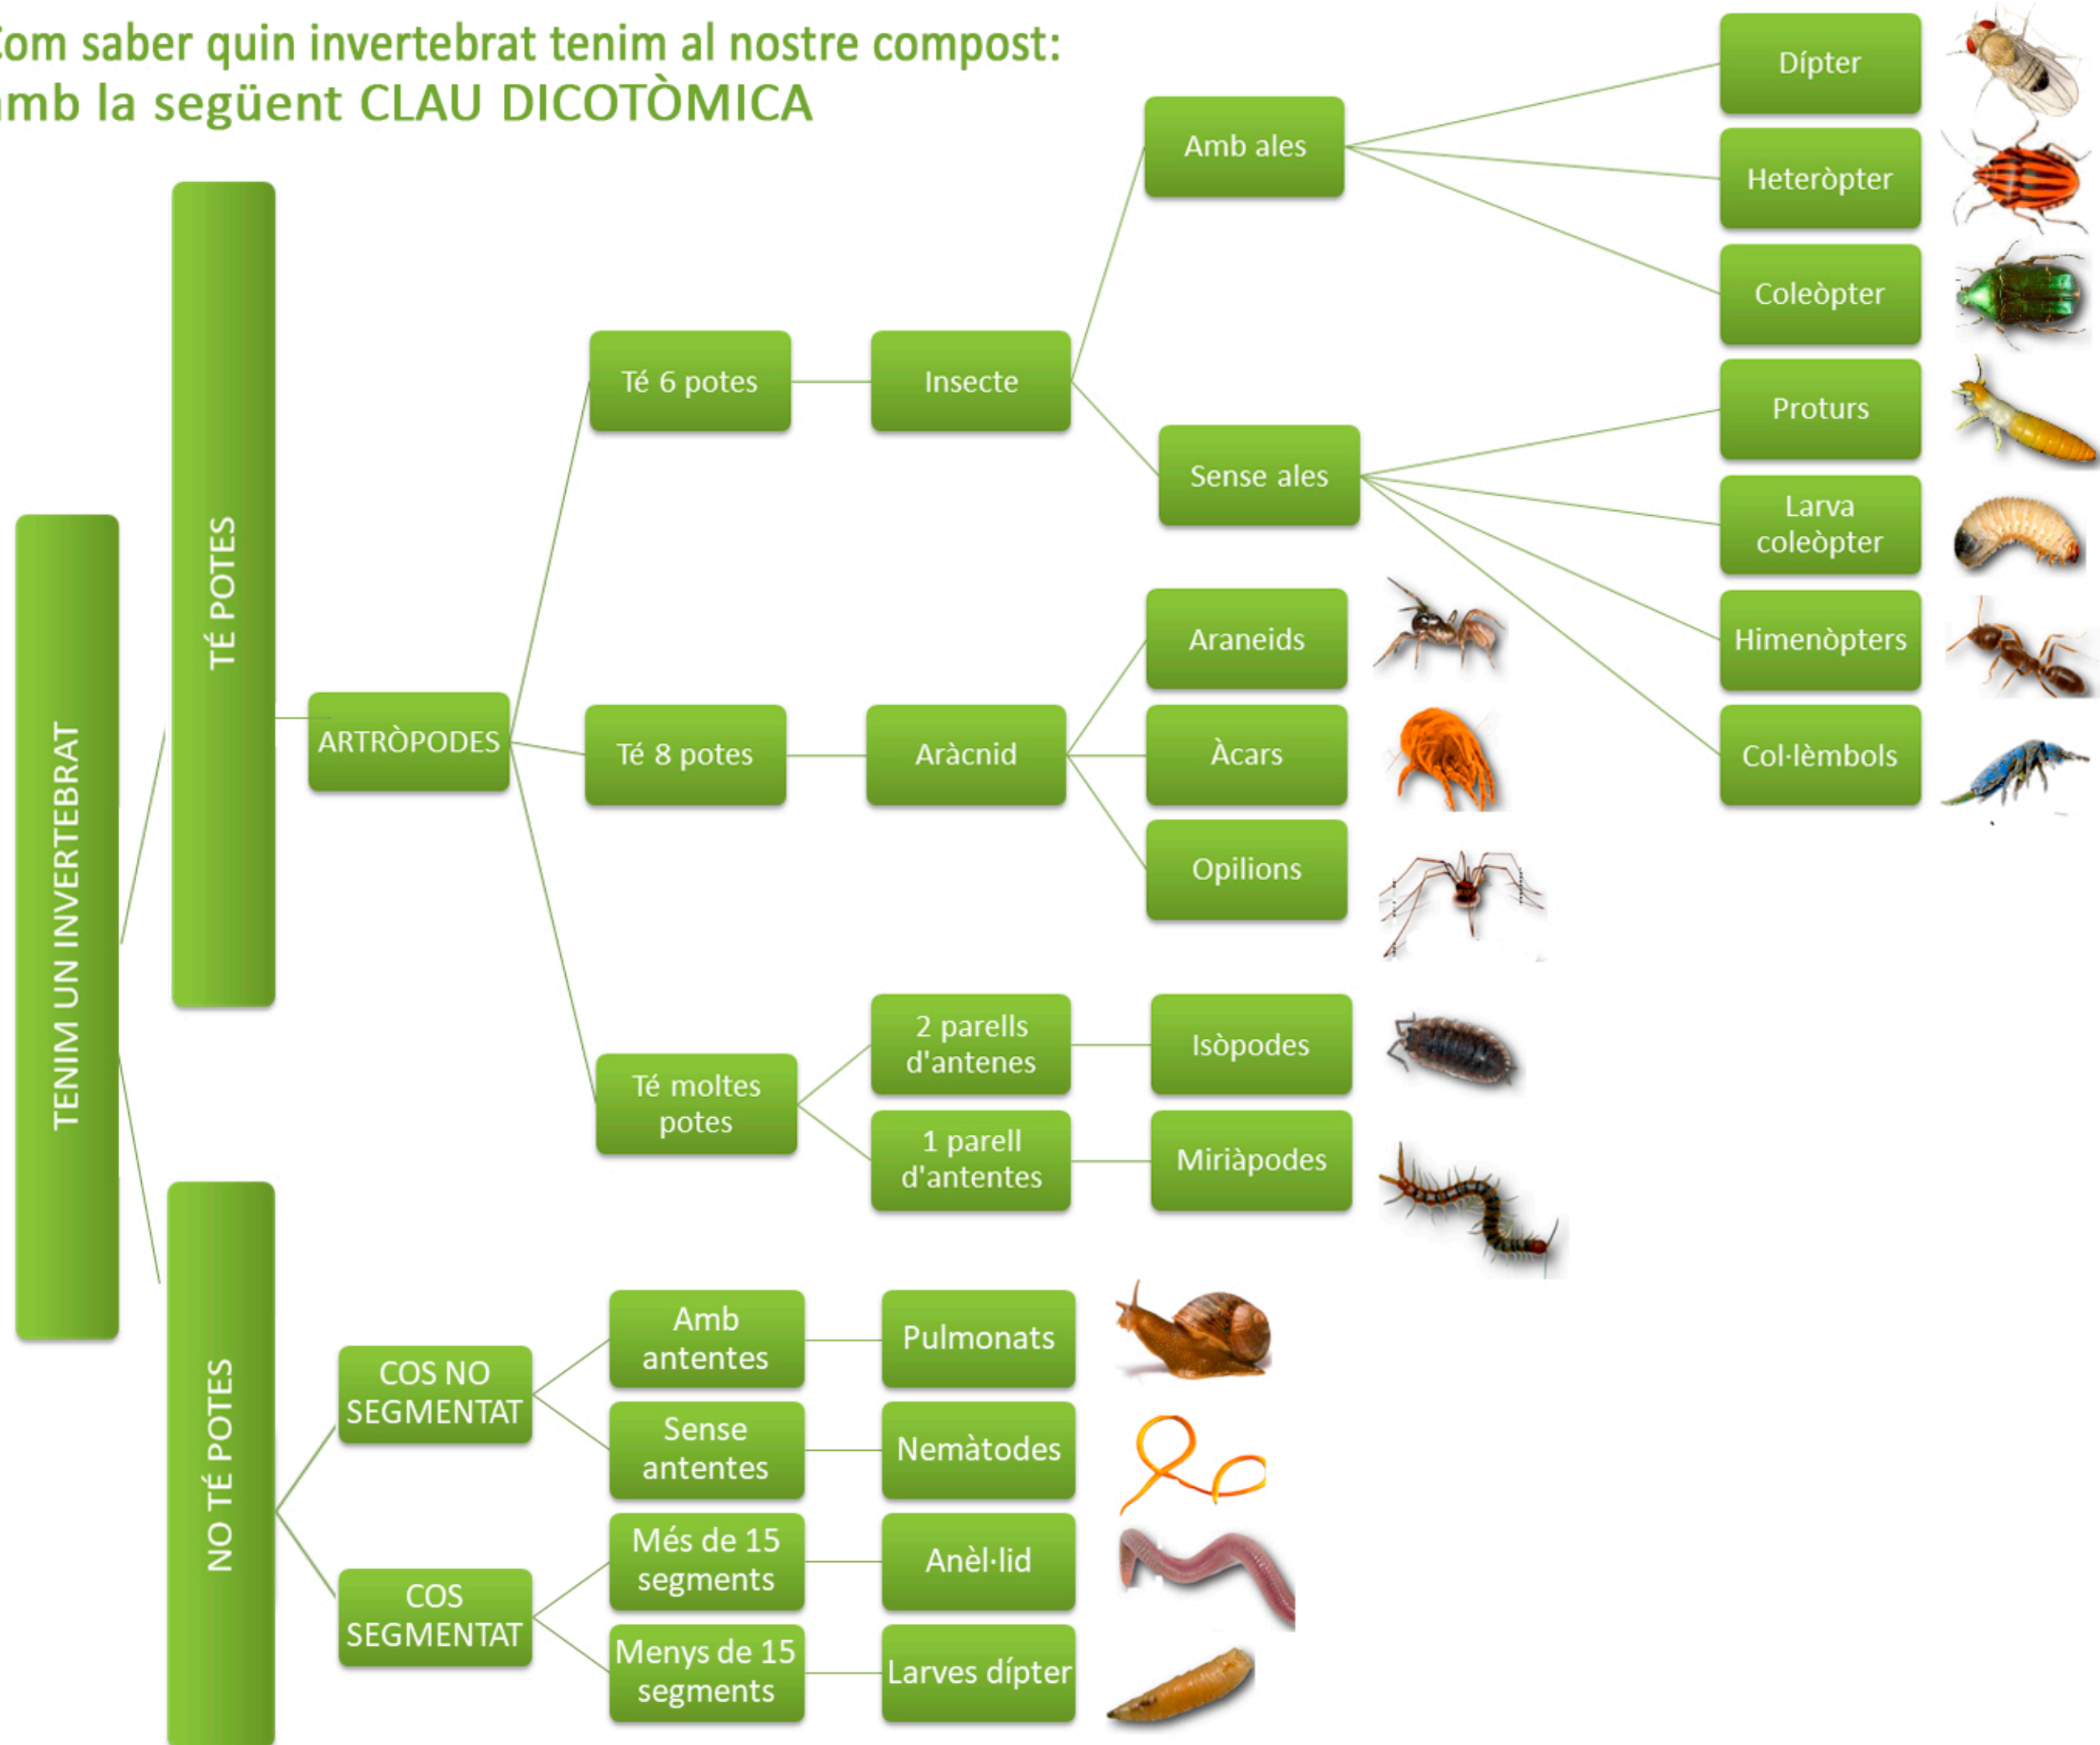 Com saber quin invertebrat tenim al nostre compost:
amb la següent CLAU DICOTÒMICA
TENIM UN INVERTEBRAT
TÉ POTES
ARTRÒPODES
Té 6 potes
Insecte
Amb ales
Dípter
Heteròpter
Coleòpter
Sense ales
Proturs
Larva
coleòpter
Himenòpters
Col·lèmbols
Té 8 potes
Aràcnid
Araneids
Àcars
Opilions
Té moltes
potes
2 parells
d'antenes
Isòpodes
1 parell
d'antentes
Miriàpodes
NO TÉ POTES
COS NO
SEGMENTAT
Amb
antentes
Pulmonats
Sense
antentes
Nemàtodes
COS
SEGMENTAT
Més de 15
segments
Anèl·lid
Menys de 15
segments
Larves dípter